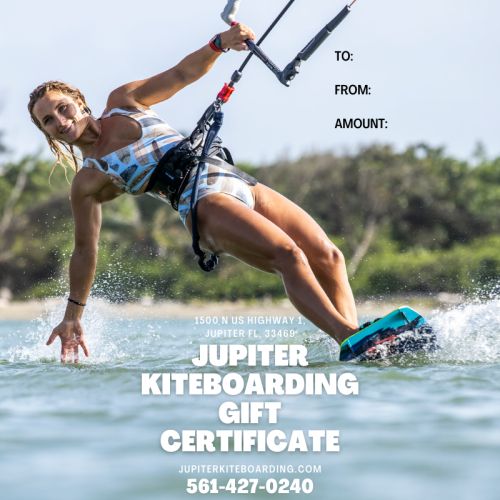 TO:
FROM:
AMOUNT:
1500 N US HIGHWAY 1,
JUPITER FL, 33469
JUPITER
KITEBOARDING
GIFT
CERTIFICATE
JUPITERKITEBOARDING.COM
561-427-0240